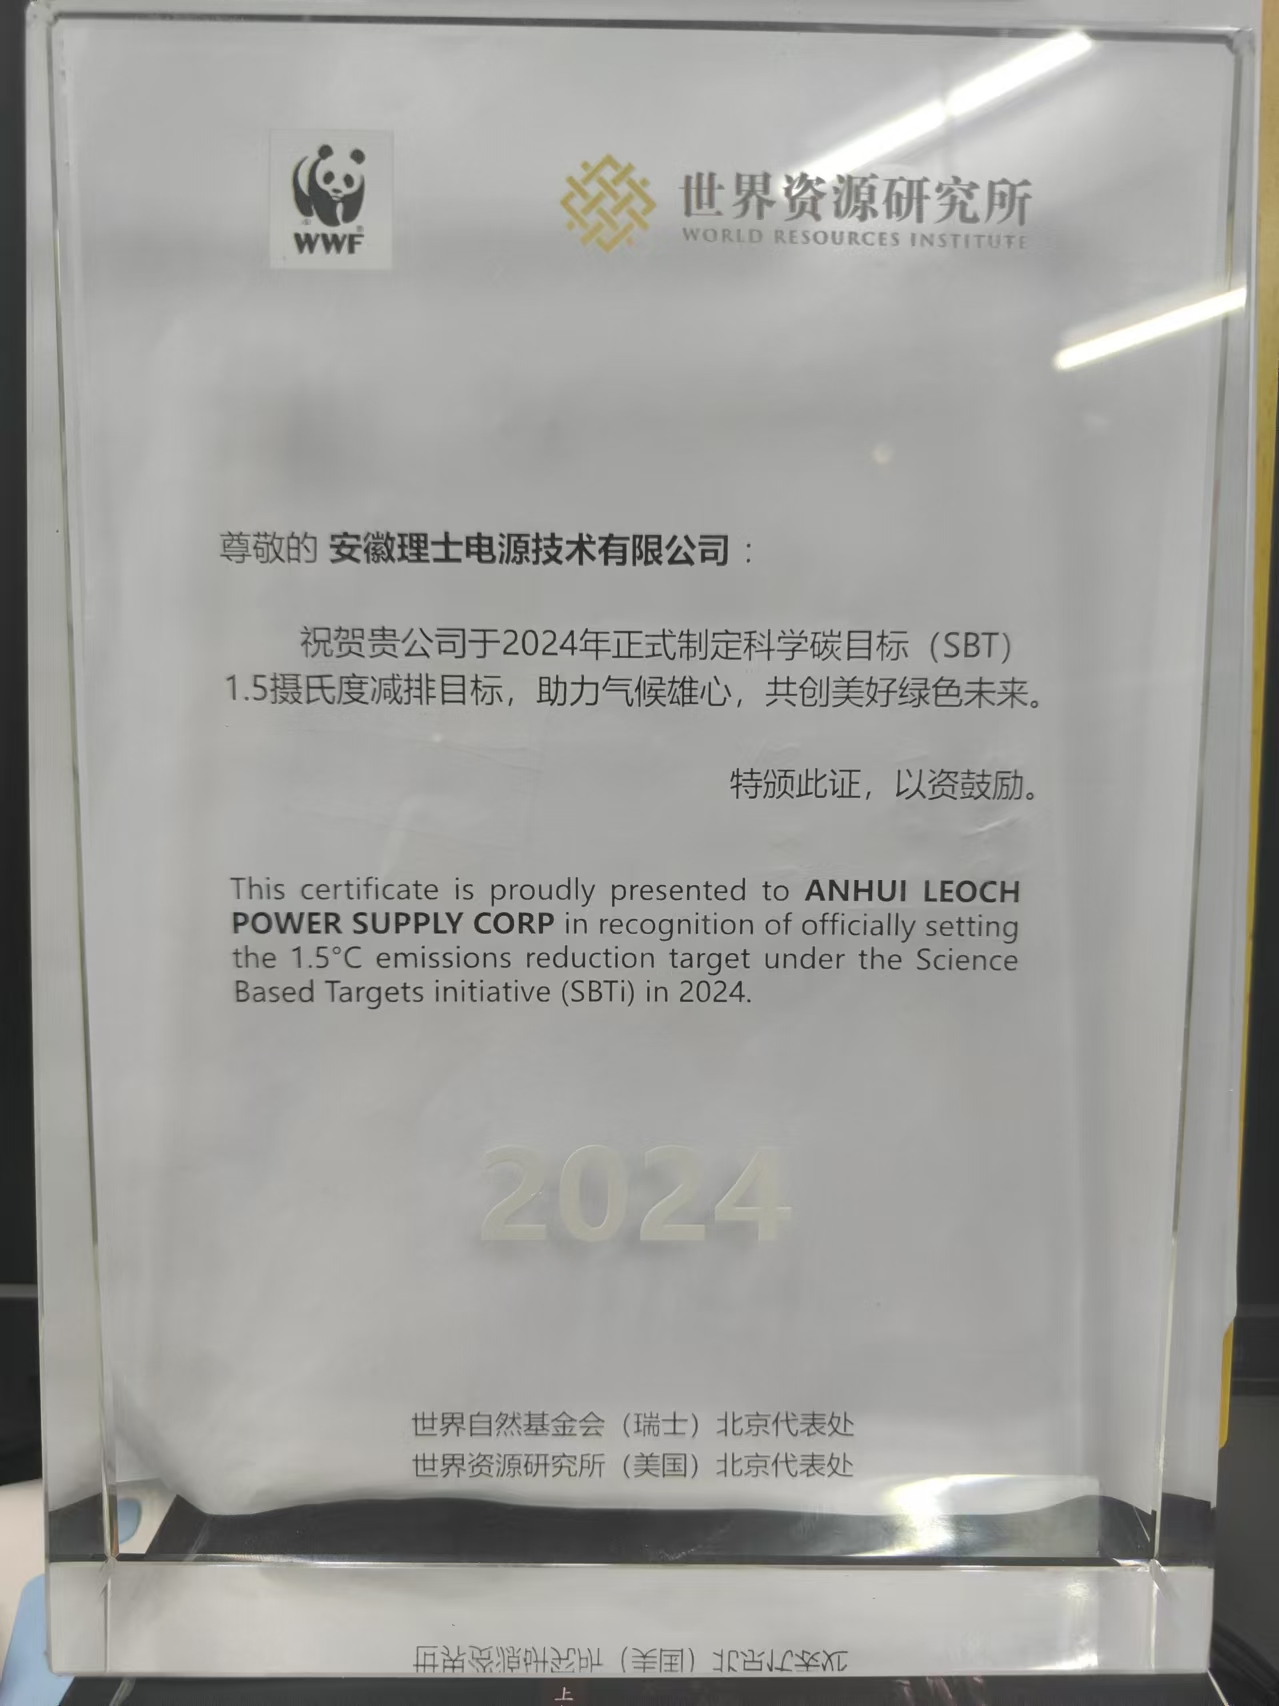 WWF
世界资源研究所
WORLD RESOURCES INSTITUTE
尊敬的 安徽理士电源技术有限公司：
祝贺贵公司于2024年正式制定科学碳目标（SBT）
1.5摄氏度减排目标，助力气候雄心，共创美好绿色未来。
特颁此证，以资鼓励。
This certificate is proudly presented to ANHUI LEOCH
POWER SUPPLY CORP in recognition of officially setting
the 1.5°C emissions reduction target under the Science
Based Targets initiative (SBTi) in 2024.
2024
世界自然基金会（瑞士）北京代表处
世界资源研究所（美国）北京代表处
上